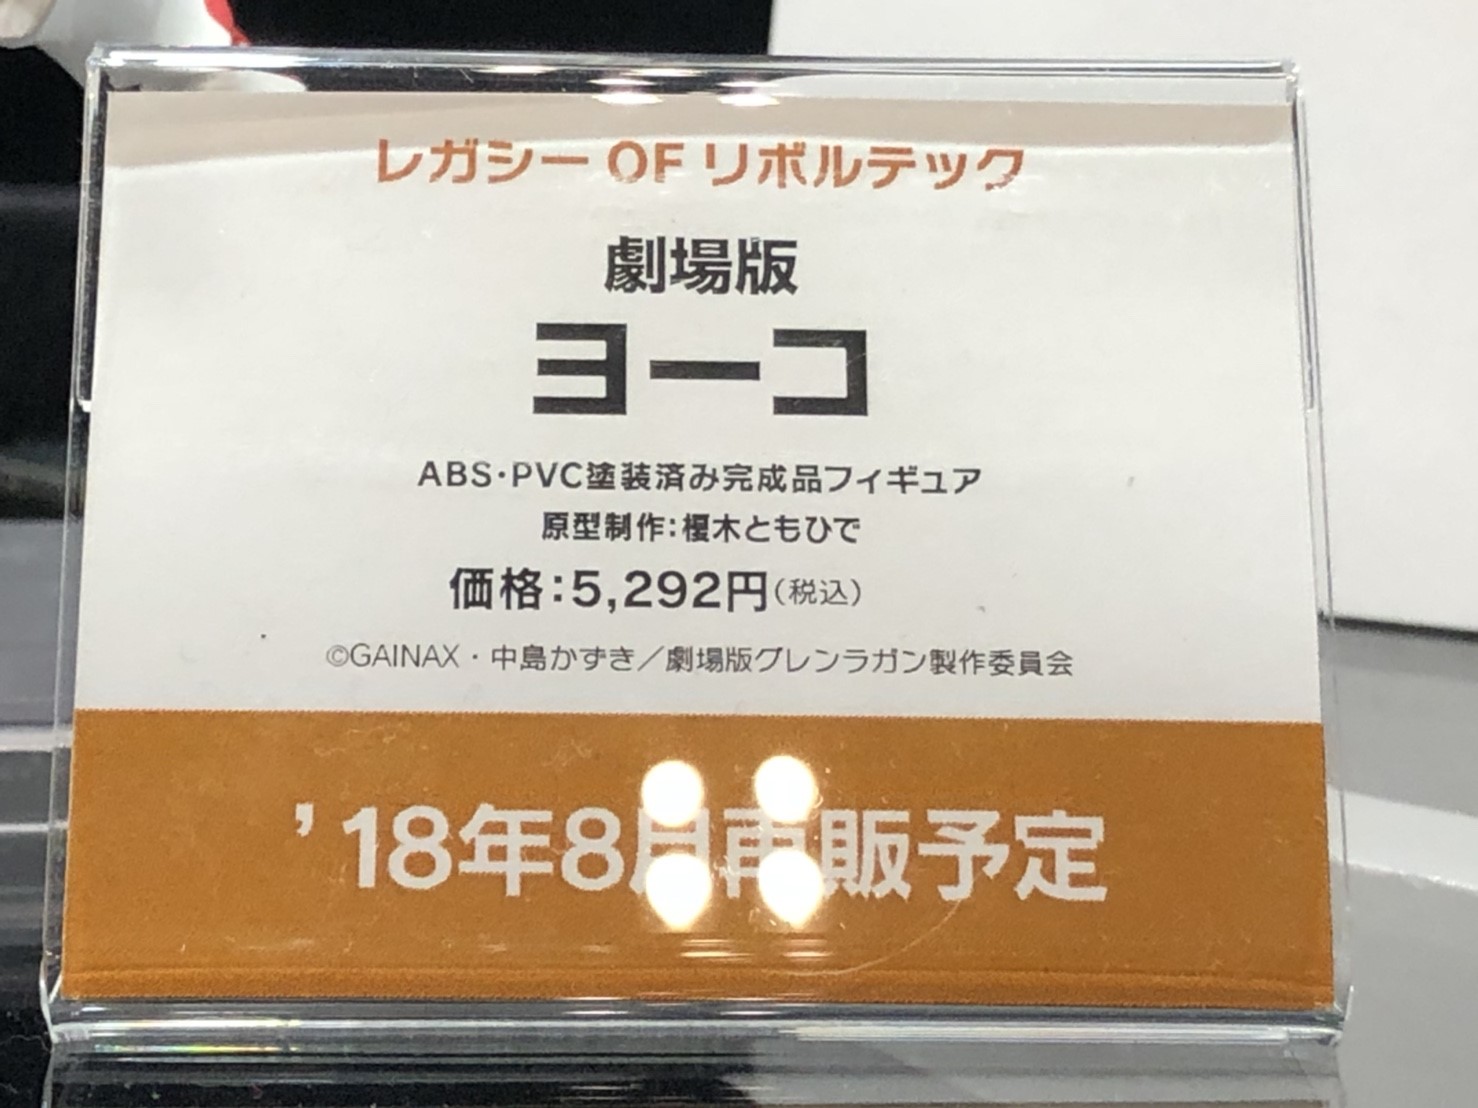 レガシーOFリボルテック
劇場版
ヨーコ
ABS・PVC塗装済み完成品フィギュア
原型制作：榎木ともひで
価格：5,292円（税込）
©GAINAX・中島かずき／劇場版グレンラガン製作委員会
’18年8月再販予定